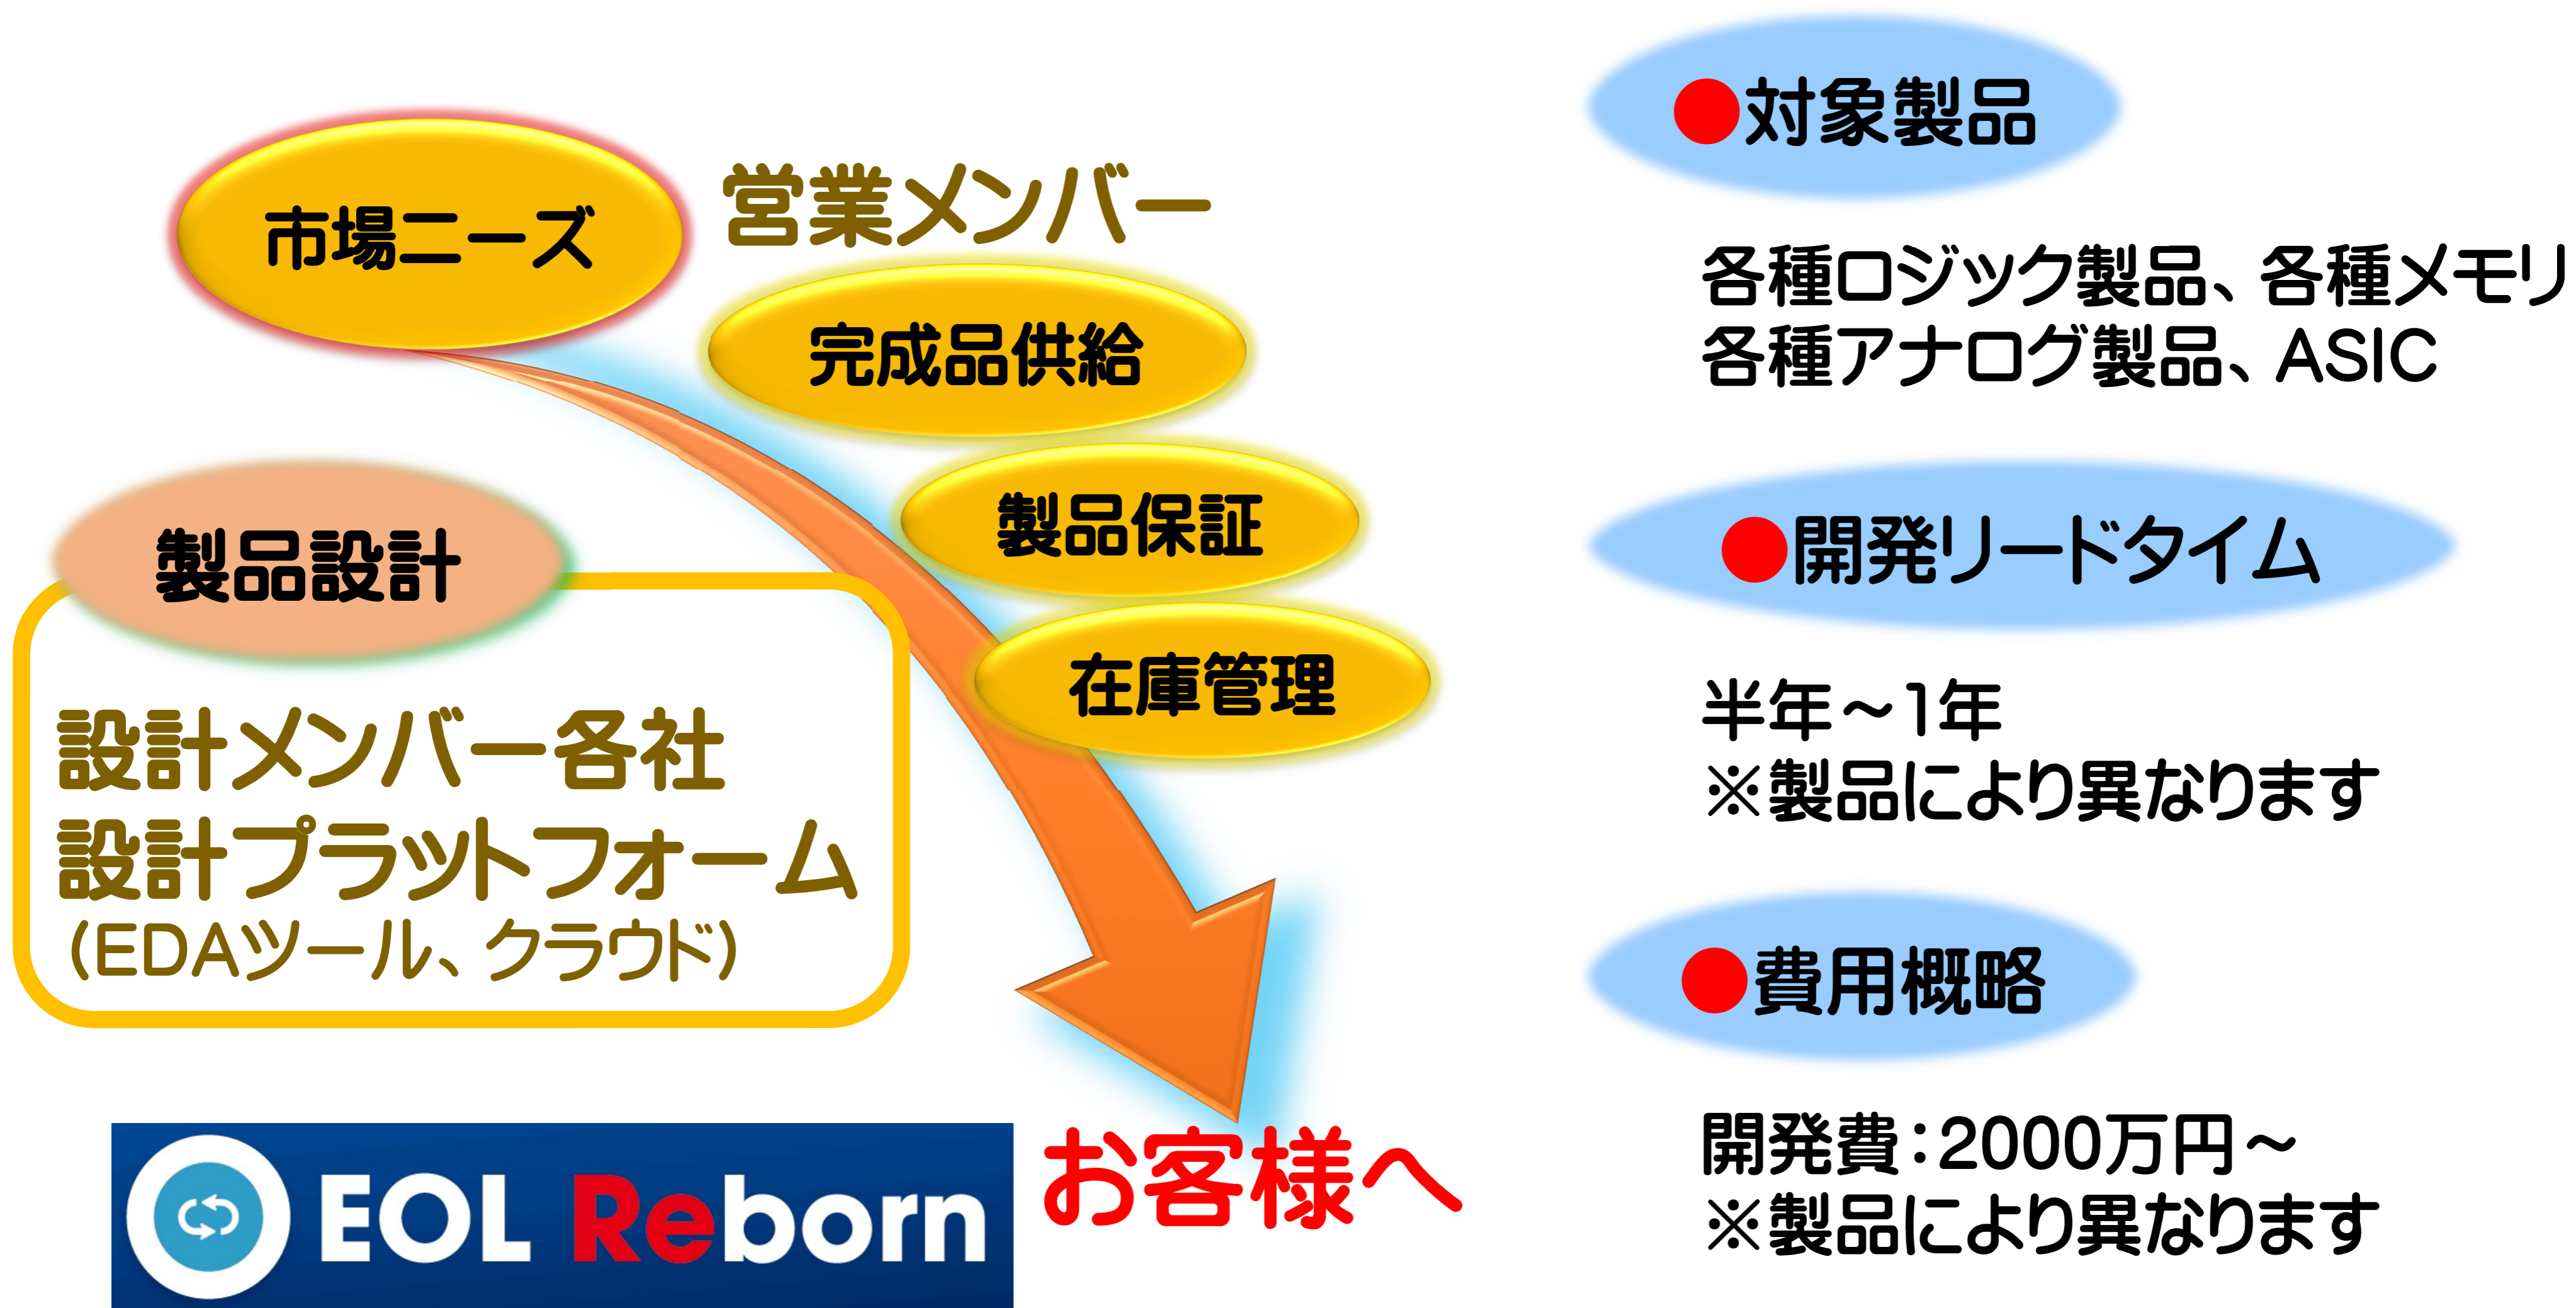 市場ニーズ
営業メンバー
完成品供給
製品保証
在庫管理
製品設計
設計メンバー各社
設計プラットフォーム
（EDAツール、クラウド）
EOL Reborn
お客様へ
●対象製品
各種ロジック製品、各種メモリ
各種アナログ製品、ASIC
●開発リードタイム
半年～1年
※製品により異なります
●費用概略
開発費：2000万円～
※製品により異なります